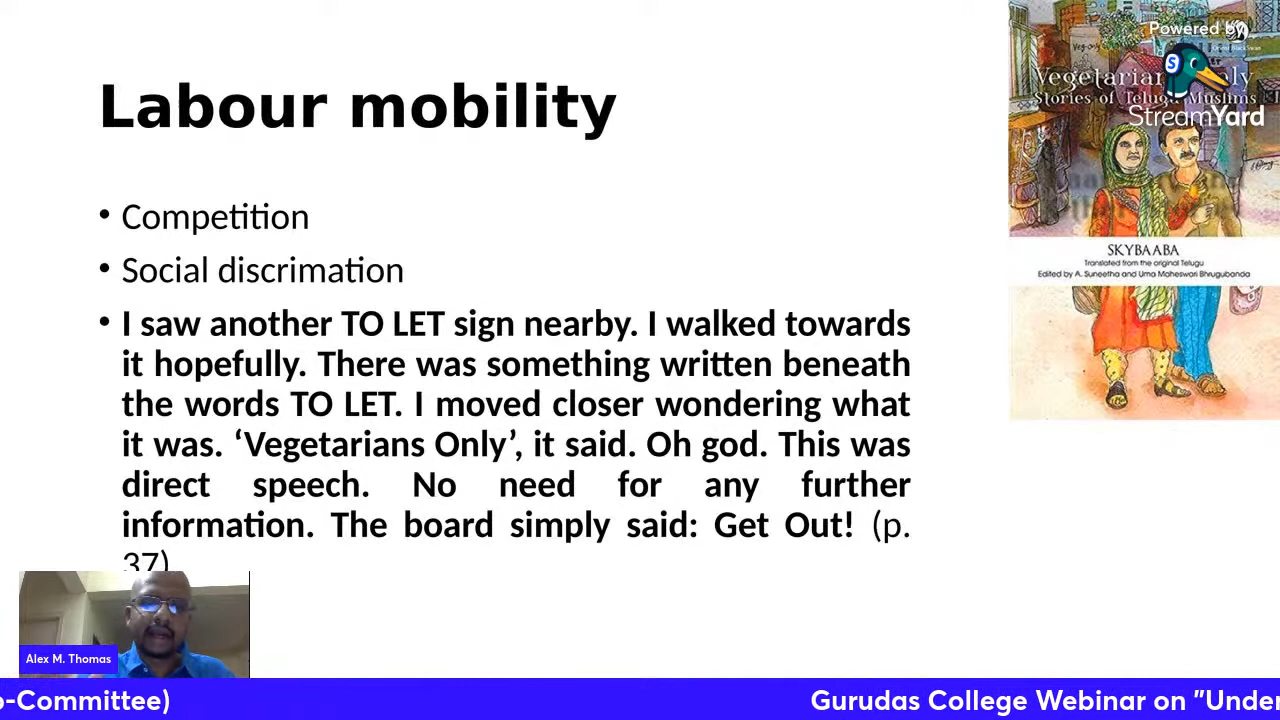 Labour mobility
• Competition
• Social discrimation
• I saw another TO LET sign nearby. I walked towards
it hopefully. There was something written beneath
the words TO LET. I moved closer wondering what
it was. ‘Vegetarians Only’, it said. Oh god. This was
direct speech. No need for any further
information. The board simply said: Get Out! (p.
37)
Powered by
StreamYard
Stories of Telugu Muslims
SKYBAABA
Translated from the original Telugu
Edited by A. Suneetha and Uma Maheswari Bhrugubanda
Alex M. Thomas
o-Committee)
Gurudas College Webinar on "Under